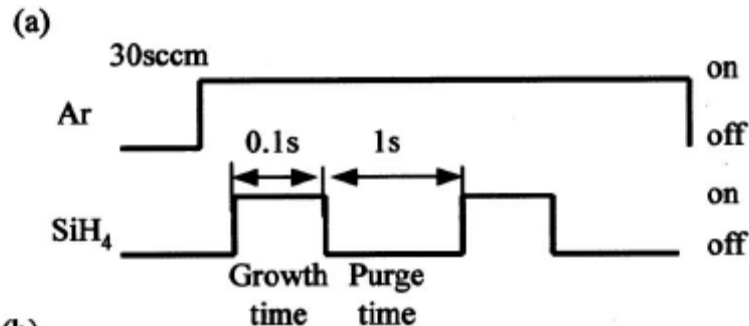 (a)
30sccm
on
Ar
off
0.1s
1s
on
SiH4
off
Growth Purge
time time